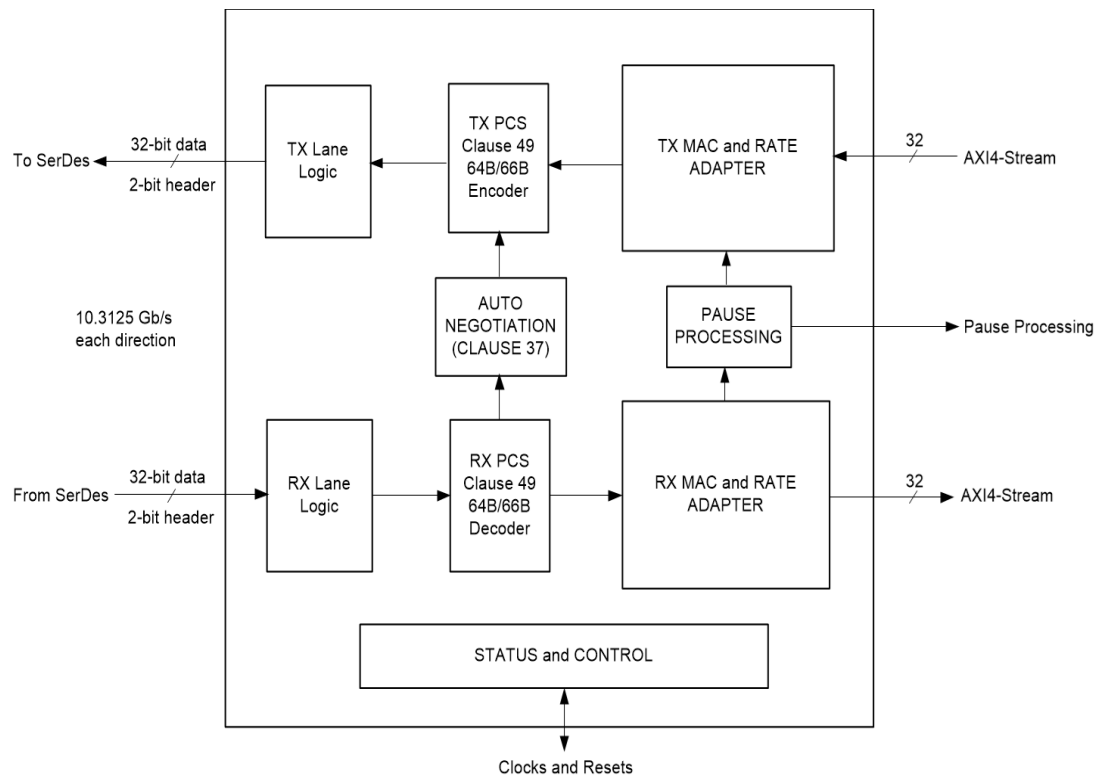 32-bit data
To SerDes
2-bit header
TX Lane
Logic
TX PCS
Clause 49
64B/66B
Encoder
TX MAC and RATE
ADAPTER
32
AXI4-Stream
10.3125 Gb/s
each direction
AUTO
NEGOTIATION
(CLAUSE 37)
PAUSE
PROCESSING
Pause Processing
32-bit data
From SerDes
2-bit header
RX Lane
Logic
RX PCS
Clause 49
64B/66B
Decoder
RX MAC and RATE
ADAPTER
32
AXI4-Stream
STATUS and CONTROL
Clocks and Resets